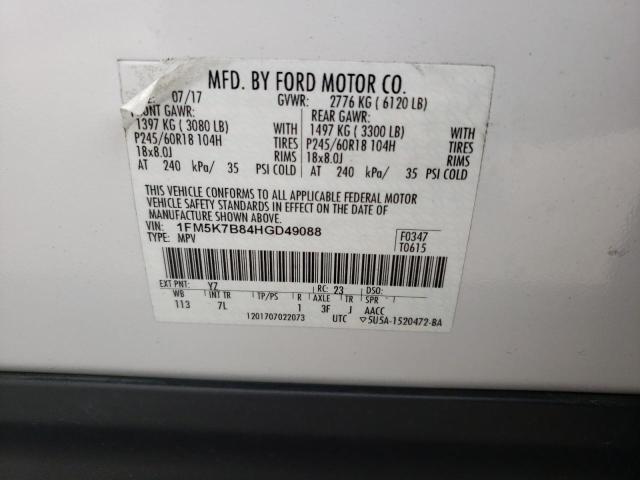 MFD. BY FORD MOTOR CO.
07/17 GVWR: 2776 KG ( 6120 LB)
FRONT GAWR: REAR GAWR:
1397 KG ( 3080 LB) WITH 1497 KG ( 3300 LB) WITH
P245/60R18 104H TIRES P245/60R18 104H TIRES
18x8.0J RIMS 18x8.0J RIMS
AT 240 kPa/ 35 PSI COLD AT 240 kPa/ 35 PSI COLD
THIS VEHICLE CONFORMS TO ALL APPLICABLE FEDERAL MOTOR
VEHICLE SAFETY STANDARDS IN EFFECT ON THE DATE OF
MANUFACTURE SHOWN ABOVE.
VIN: 1FM5K7B84HGD49088 F0347
TYPE: MPV T0615
EXT PNT: YZ RC: 23 DSO:
WB INT TR TP/PS R AXLE TR SPR
113 7L 1 3F J AACC
1201707022073 UTC ▽5U5A-1520472-BA